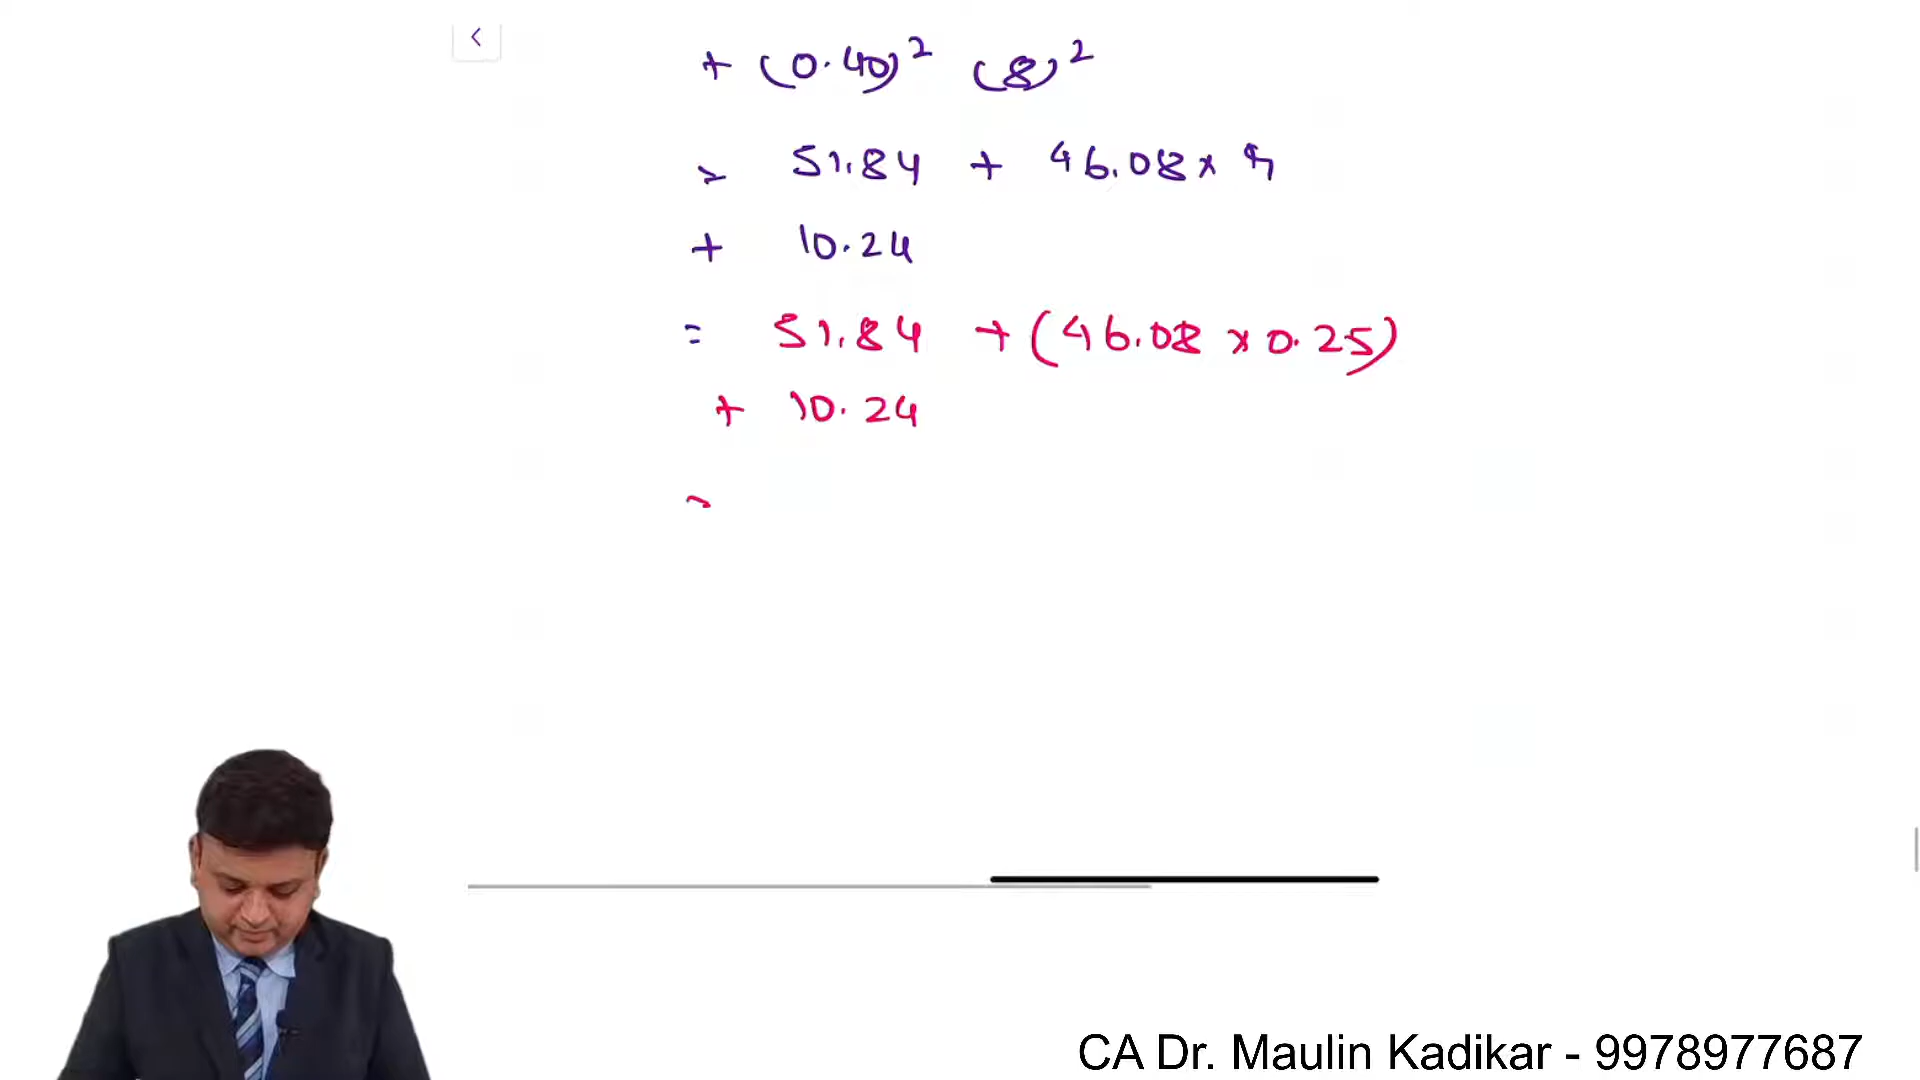 <
+ (0.40)² (8)²
= 51.84 + 46.08 × r
+ 10.24
= 51.84 + (46.08 × 0.25)
+ 10.24
=
CA Dr. Maulin Kadikar - 9978977687